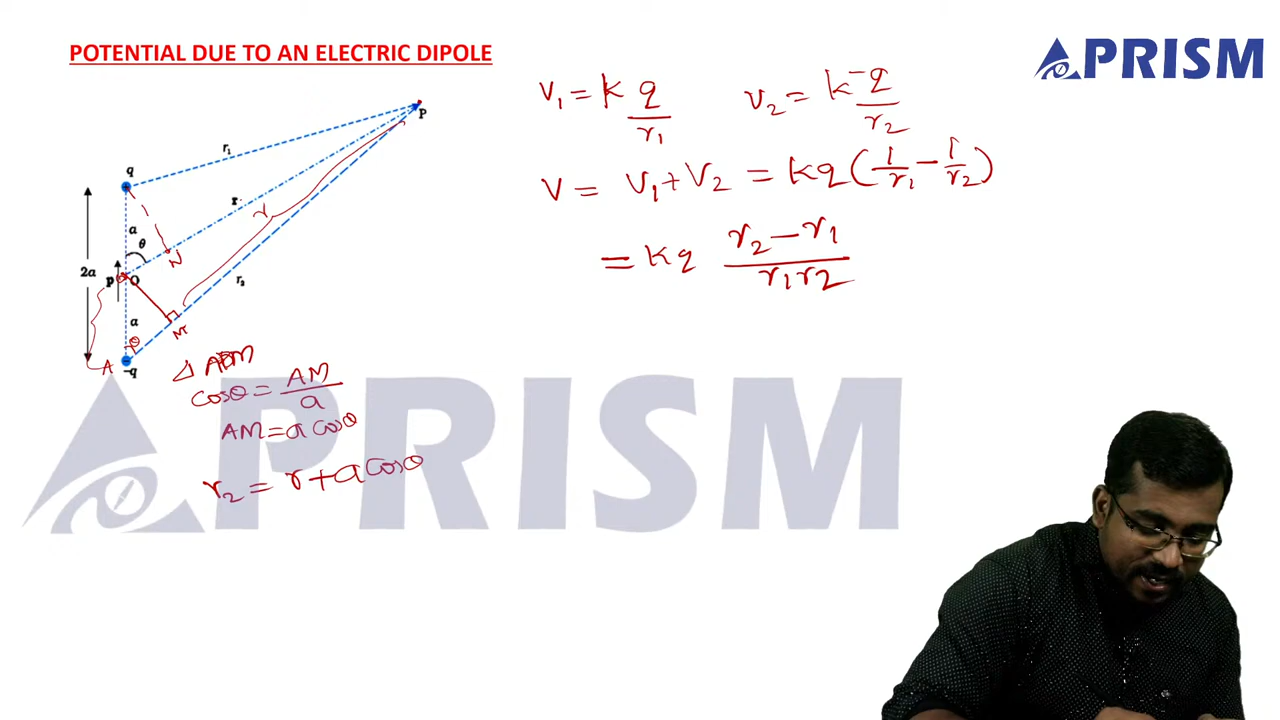 POTENTIAL DUE TO AN ELECTRIC DIPOLE
PRISM
V₁ = k q/r₁
V₂ = k -q/r₂
V = V₁ + V₂ = kq (1/r₁ - 1/r₂)
= kq (r₂ - r₁)/(r₁r₂)
P
r₁
q
a
r
r
θ
N
2a
p
O
r₂
a
M
θ
A
-q
cosθ = AM/a
AM = a cosθ
r₂ = r + a cosθ
PRISM